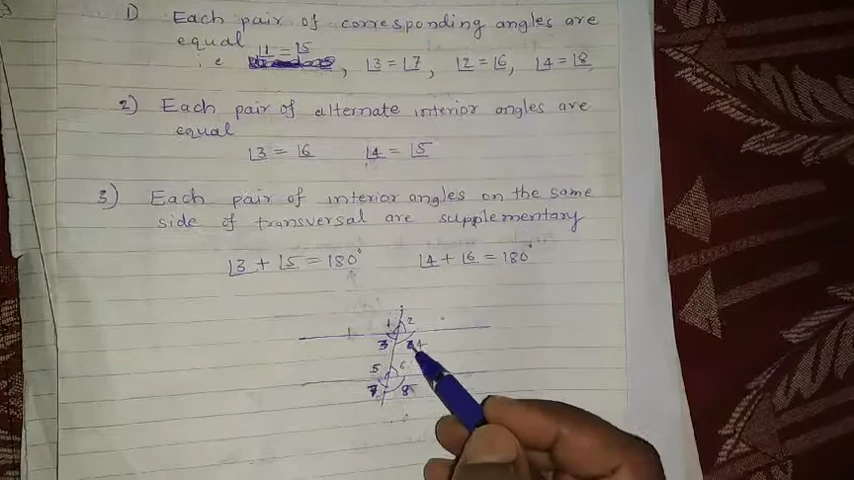 1) Each pair of corresponding angles are
equal ∠1 = ∠5
i e , ∠3 = ∠7, ∠2 = ∠6, ∠4 = ∠8
2) Each pair of alternate interior angles are
equal
∠3 = ∠6 ∠4 = ∠5
3) Each pair of interior angles on the same
side of transversal are supplementary
∠3 + ∠5 = 180° ∠4 + ∠6 = 180°
1 2
3 4
5 6
7 8